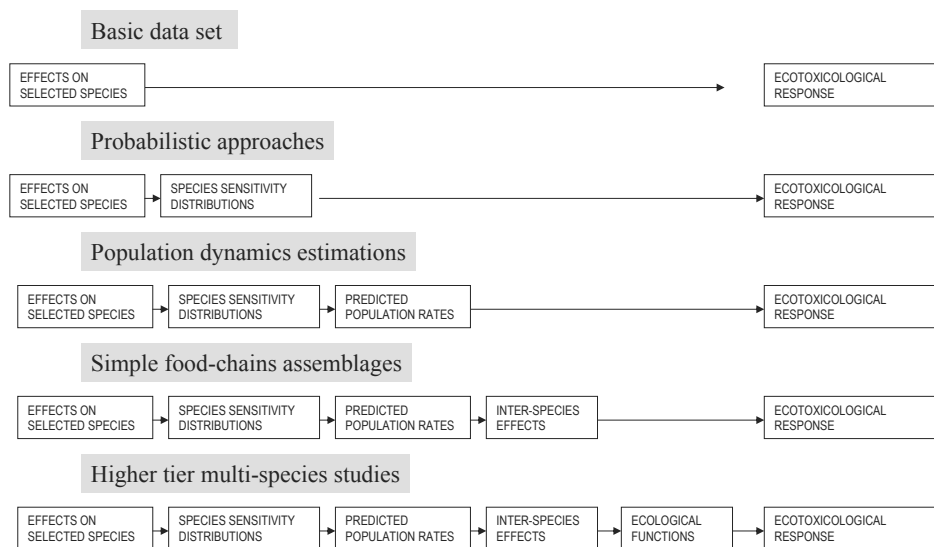 Basic data set
EFFECTS ON
SELECTED SPECIES
ECOTOXICOLOGICAL
RESPONSE
Probabilistic approaches
EFFECTS ON
SELECTED SPECIES
SPECIES SENSITIVITY
DISTRIBUTIONS
ECOTOXICOLOGICAL
RESPONSE
Population dynamics estimations
EFFECTS ON
SELECTED SPECIES
SPECIES SENSITIVITY
DISTRIBUTIONS
PREDICTED
POPULATION RATES
ECOTOXICOLOGICAL
RESPONSE
Simple food-chains assemblages
EFFECTS ON
SELECTED SPECIES
SPECIES SENSITIVITY
DISTRIBUTIONS
PREDICTED
POPULATION RATES
INTER-SPECIES
EFFECTS
ECOTOXICOLOGICAL
RESPONSE
Higher tier multi-species studies
EFFECTS ON
SELECTED SPECIES
SPECIES SENSITIVITY
DISTRIBUTIONS
PREDICTED
POPULATION RATES
INTER-SPECIES
EFFECTS
ECOLOGICAL
FUNCTIONS
ECOTOXICOLOGICAL
RESPONSE